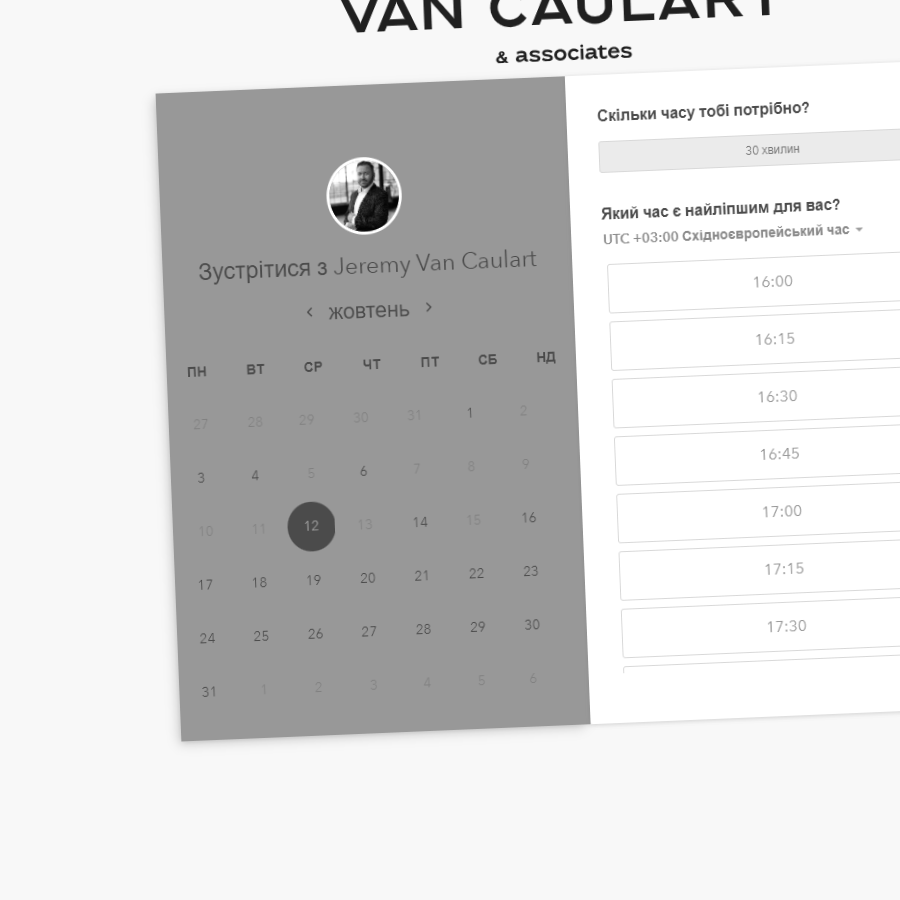 VAN CAULART
& associates
Зустрітися з Jeremy Van Caulart
‹ жовтень ›
ПН ВТ СР ЧТ ПТ СБ НД
27 28 29 30 31 1 2
3 4 5 6 7 8 9
10 11 12 13 14 15 16
17 18 19 20 21 22 23
24 25 26 27 28 29 30
31 1 2 3 4 5 6
Скільки часу тобі потрібно?
30 хвилин
Який час є найліпшим для вас?
UTC +03:00 Східноєвропейський час
16:00
16:15
16:30
16:45
17:00
17:15
17:30